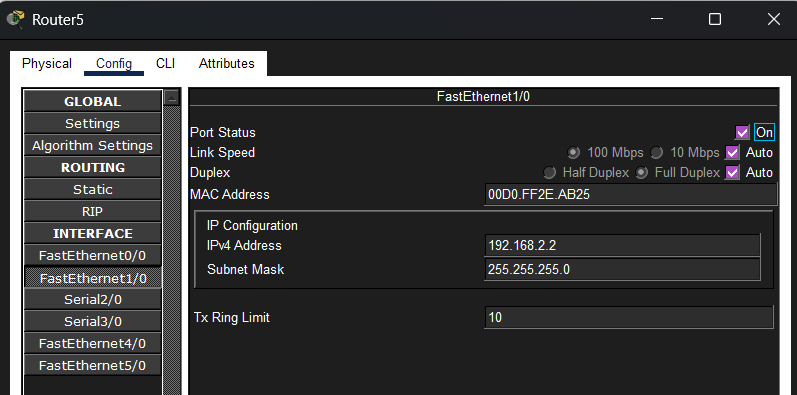 Router5
Physical Config CLI Attributes
GLOBAL
Settings
Algorithm Settings
ROUTING
Static
RIP
INTERFACE
FastEthernet0/0
FastEthernet1/0
Serial2/0
Serial3/0
FastEthernet4/0
FastEthernet5/0
FastEthernet1/0
Port Status On
Link Speed 100 Mbps 10 Mbps Auto
Duplex Half Duplex Full Duplex Auto
MAC Address 00D0.FF2E.AB25
IP Configuration
IPv4 Address 192.168.2.2
Subnet Mask 255.255.255.0
Tx Ring Limit 10